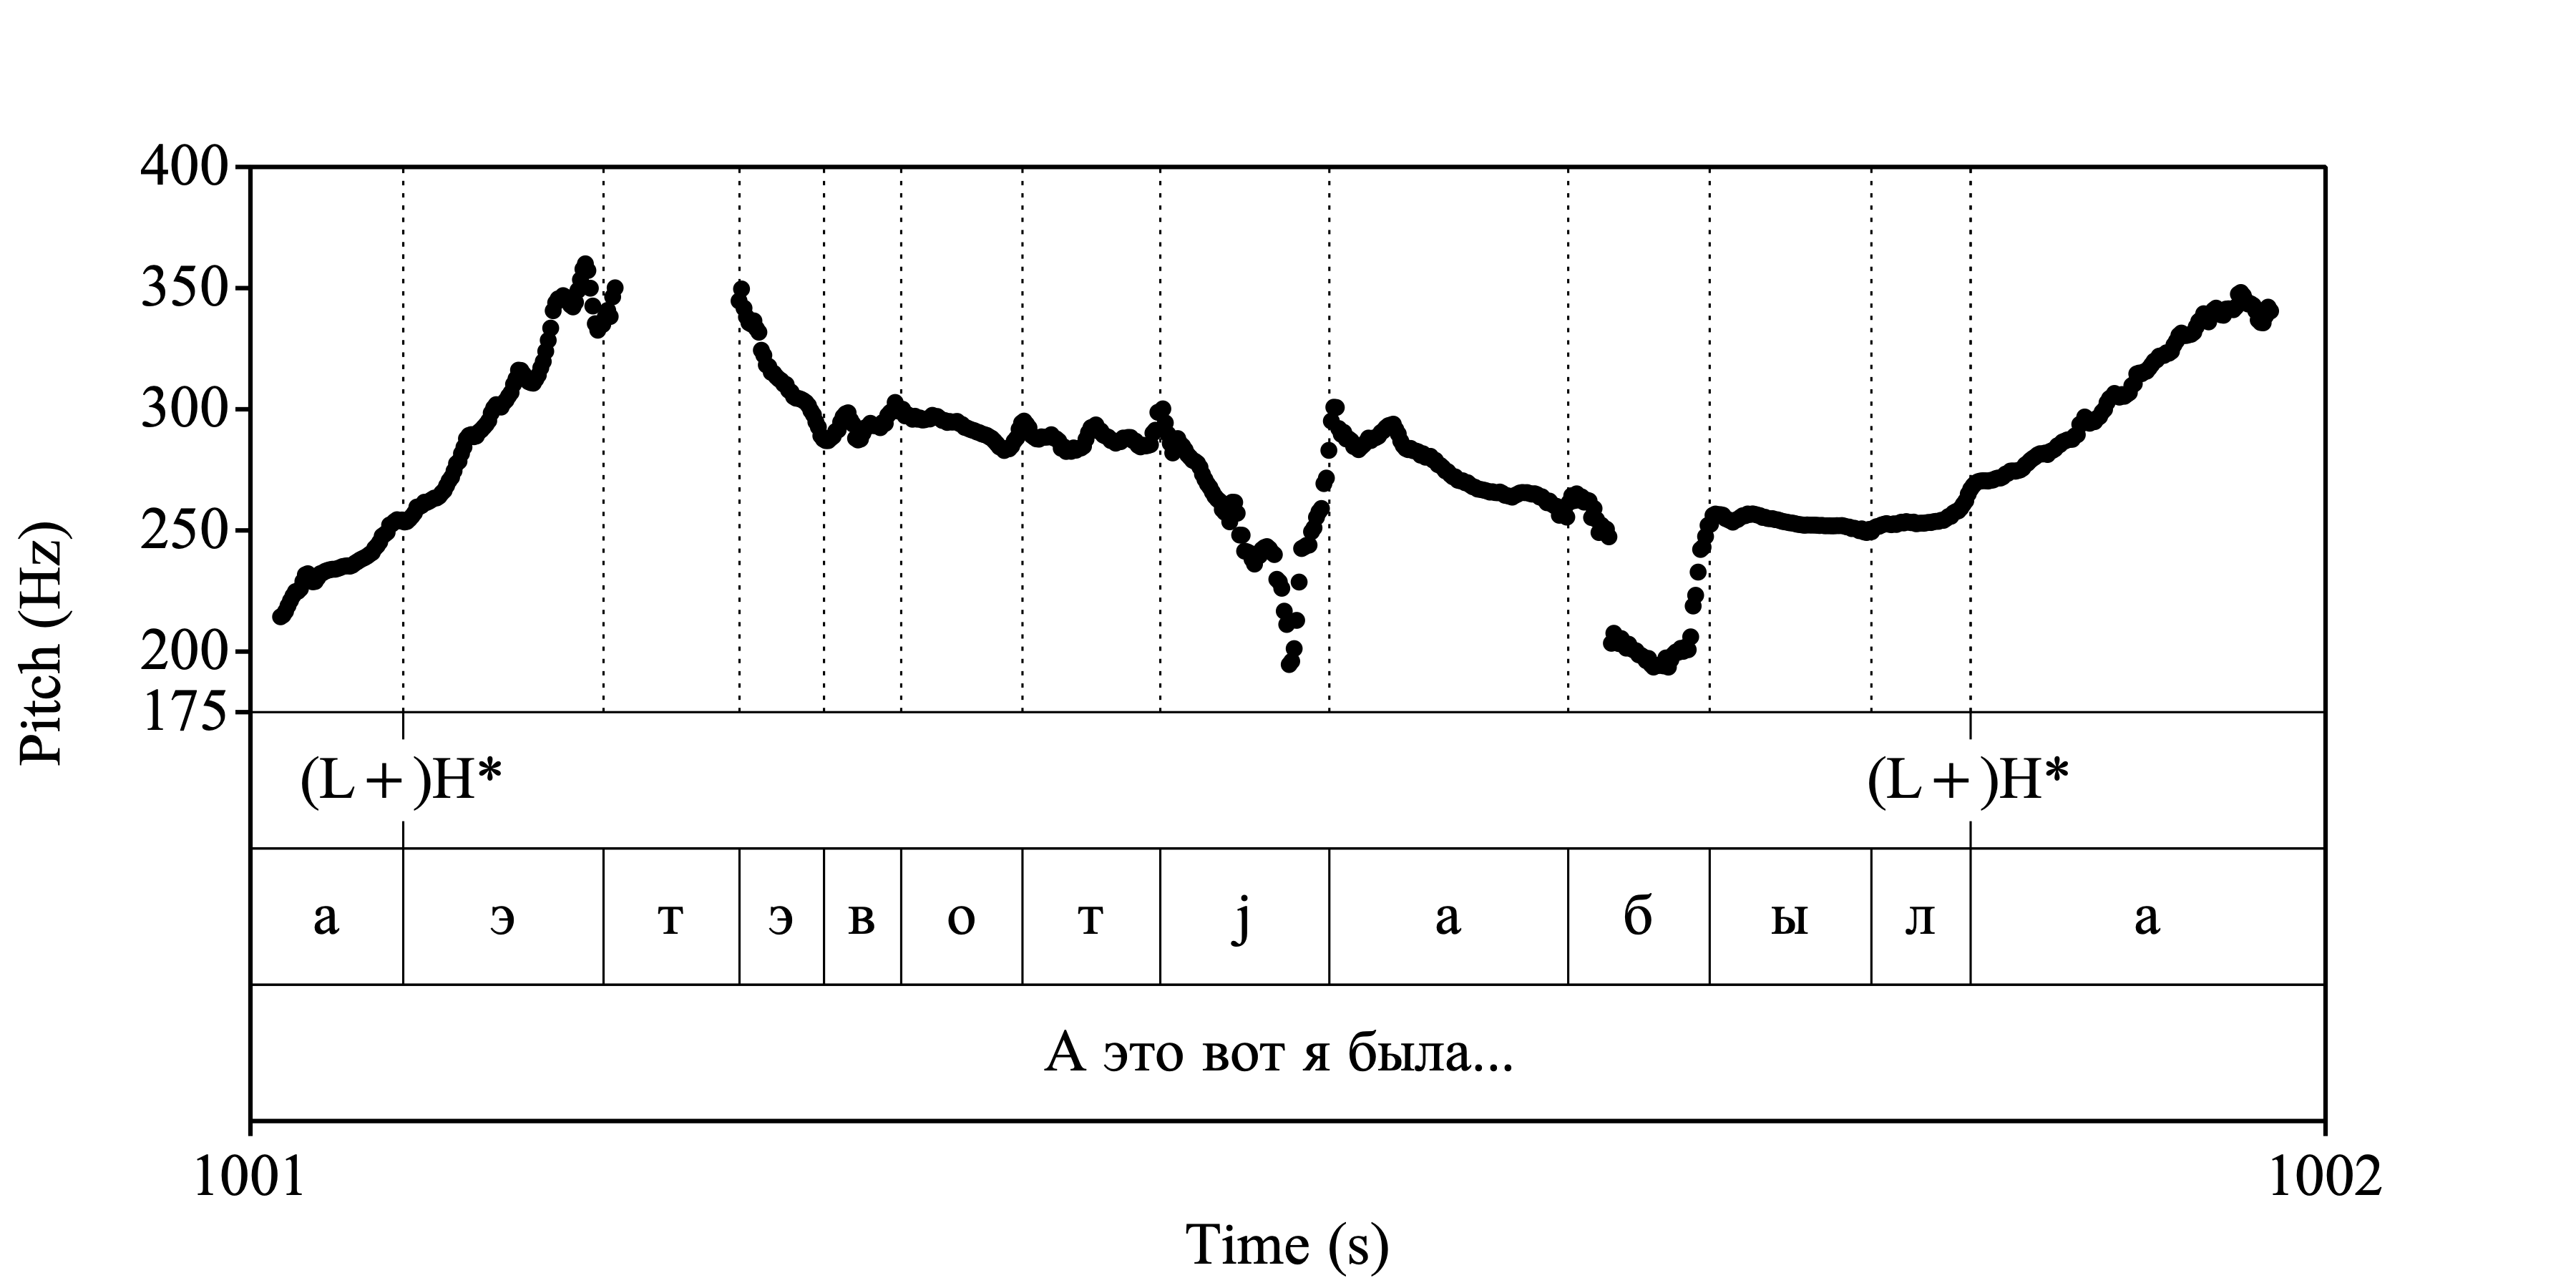 400
350
300
250
200
175
Pitch (Hz)
(L + )H* (L + )H*
а э т э в о т j а б ы л а
А это вот я была...
1001 1002
Time (s)